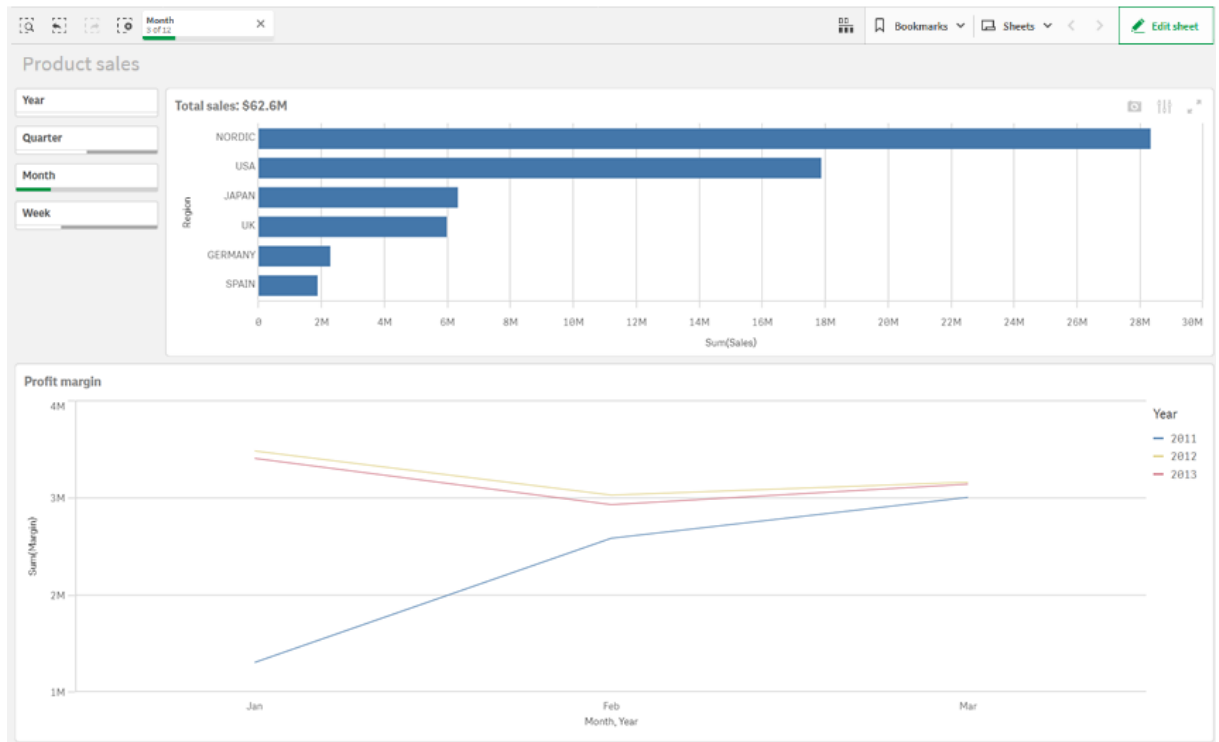 Month
3 of 12
Bookmarks
Sheets
Edit sheet
Product sales
Year
Quarter
Month
Week
Total sales: $62.6M
Region
NORDIC
USA
JAPAN
UK
GERMANY
SPAIN
0 2M 4M 6M 8M 10M 12M 14M 16M 18M 20M 22M 24M 26M 28M 30M
Sum(Sales)
Profit margin
Sum(Margin)
4M
3M
2M
1M
Jan Feb Mar
Month, Year
Year
2011
2012
2013